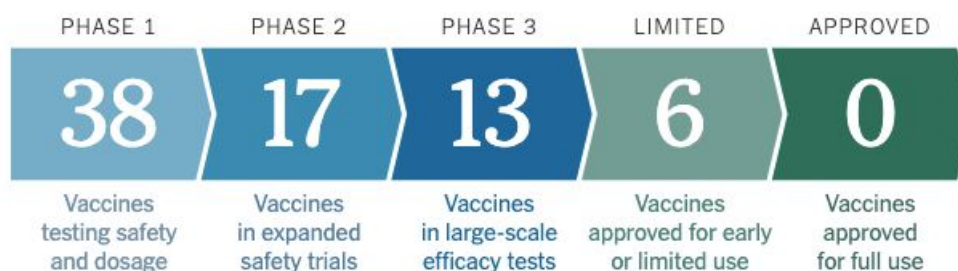 PHASE 1 PHASE 2 PHASE 3 LIMITED APPROVED
38 17 13 6 0
Vaccines Vaccines Vaccines Vaccines Vaccines
testing safety in expanded in large-scale approved for early approved
and dosage safety trials efficacy tests or limited use for full use